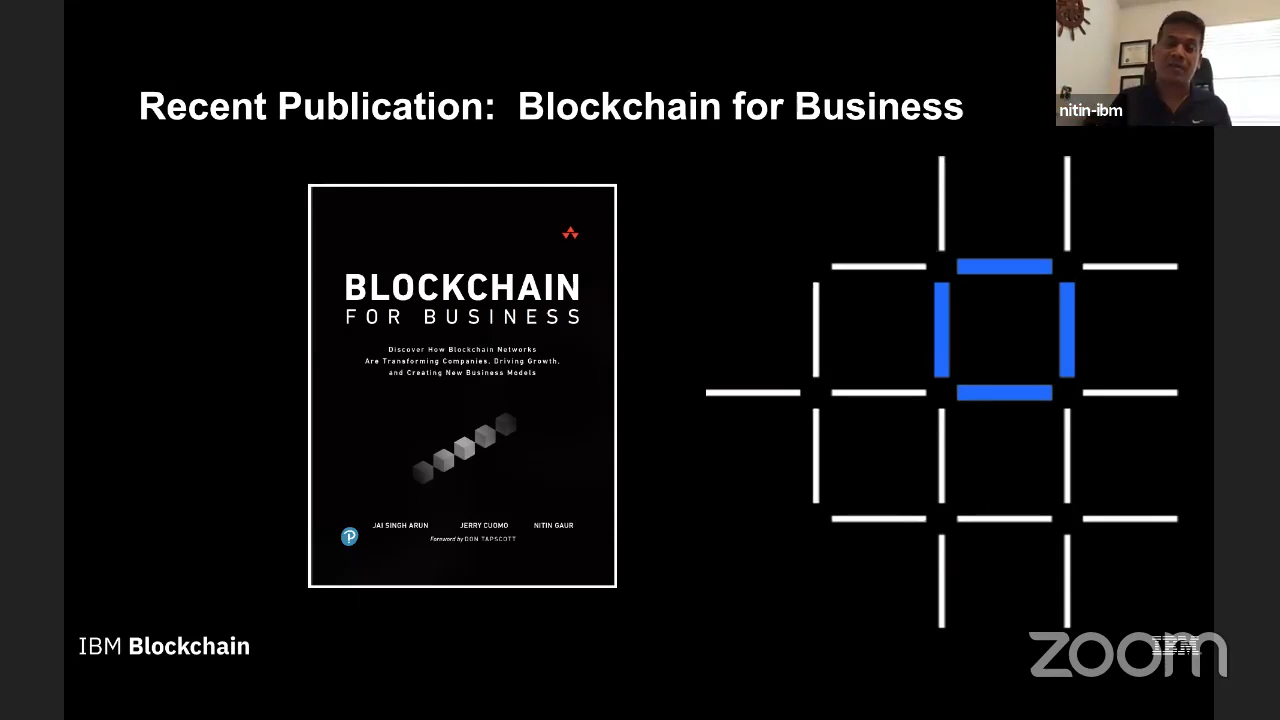 Recent Publication: Blockchain for Business
nitin-ibm
BLOCKCHAIN
FOR BUSINESS
Discover How Blockchain Networks
Are Transforming Companies, Driving Growth,
and Creating New Business Models
JAI SINGH ARUN JERRY CUOMO NITIN GAUR
Foreword by DON TAPSCOTT
P
IBM Blockchain
IBM
zoom